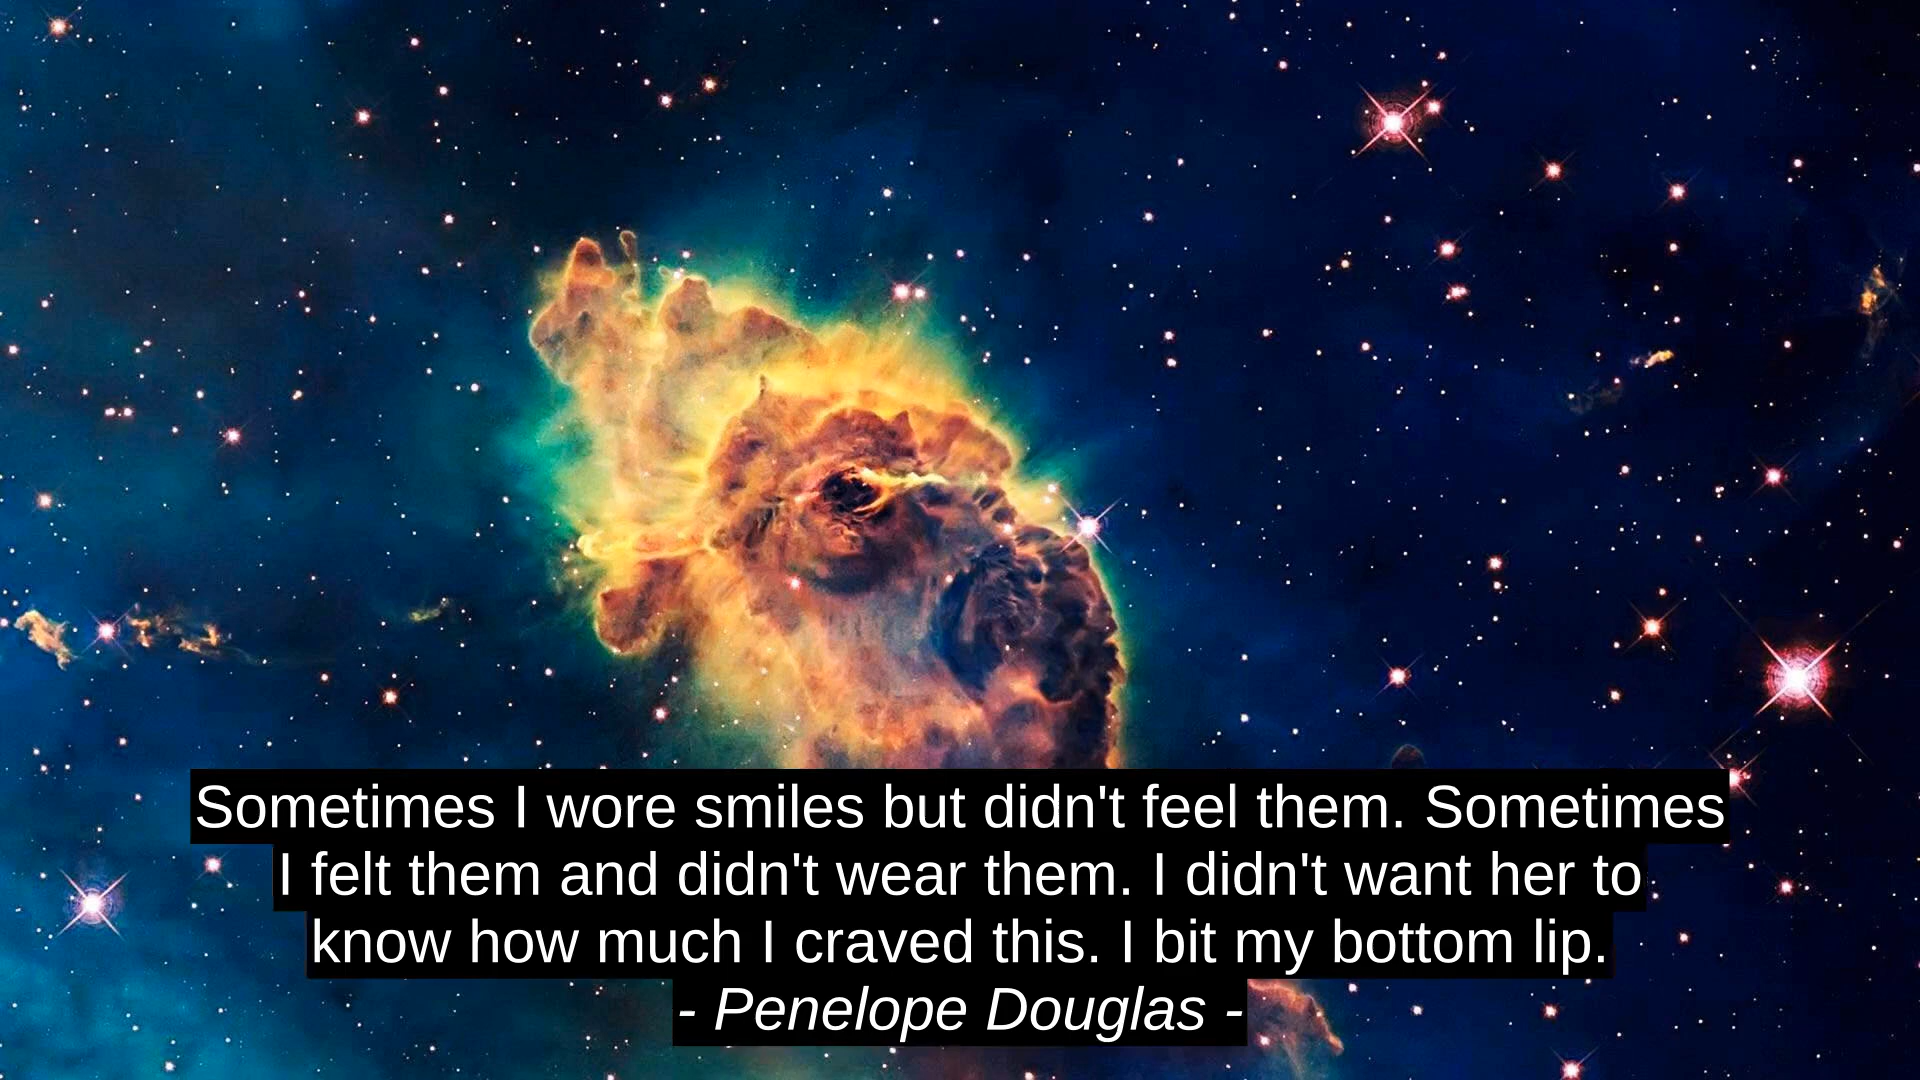 Sometimes I wore smiles but didn't feel them. Sometimes
I felt them and didn't wear them. I didn't want her to
know how much I craved this. I bit my bottom lip.
- Penelope Douglas -